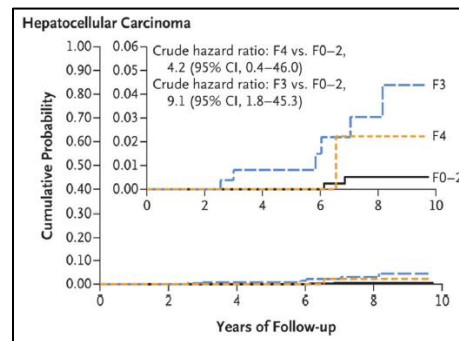 Hepatocellular Carcinoma
Cumulative Probability
1.00
0.90
0.80
0.70
0.60
0.50
0.40
0.30
0.20
0.10
0.00
0.06
0.05
0.04
0.03
0.02
0.01
0.00
Crude hazard ratio: F4 vs. F0–2,
4.2 (95% CI, 0.4–46.0)
Crude hazard ratio: F3 vs. F0–2,
9.1 (95% CI, 1.8–45.3)
F3
F4
F0–2
0 2 4 6 8 10
0 2 4 6 8 10
Years of Follow-up